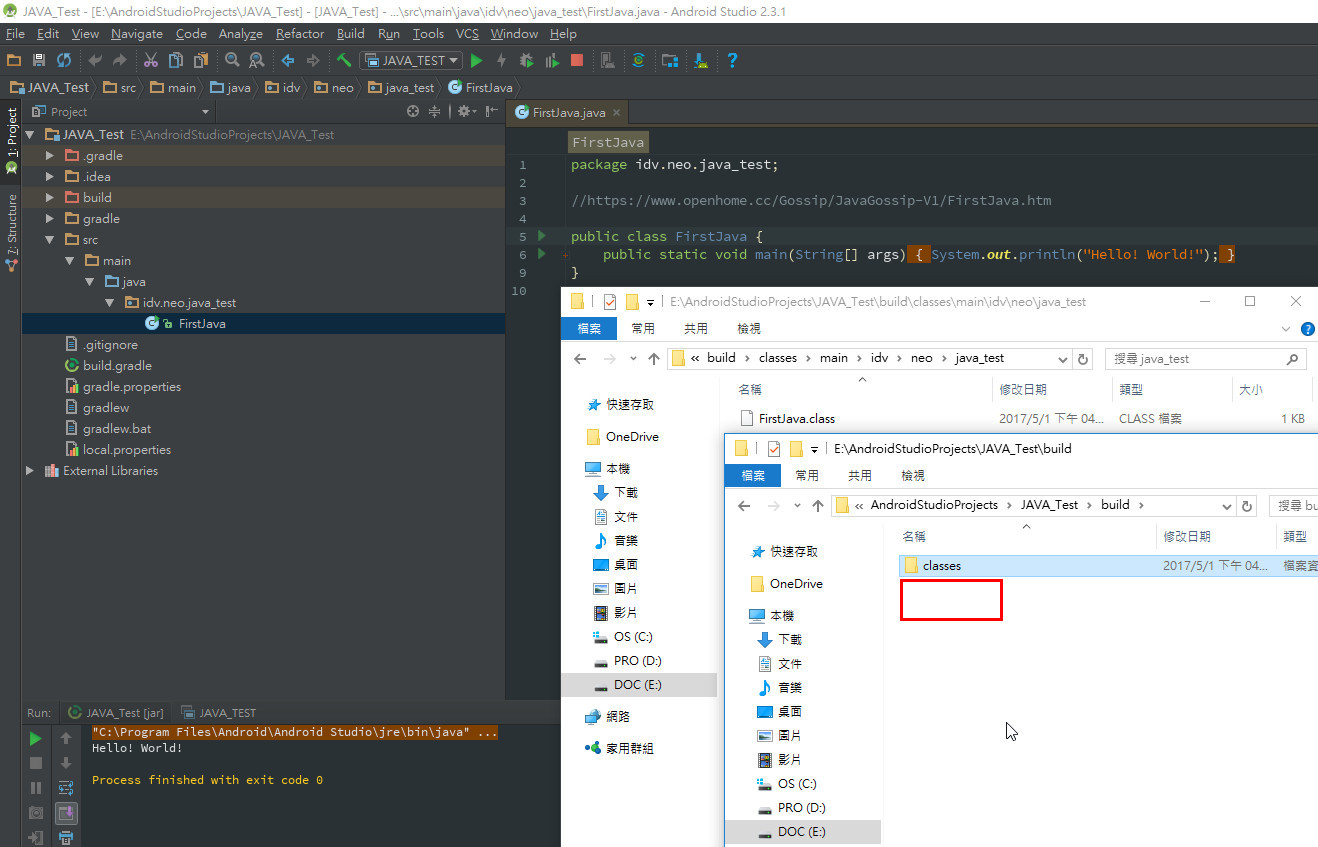 JAVA_Test - [E:\AndroidStudioProjects\JAVA_Test] - [JAVA_Test] - ...\src\main\java\idv\neo\java_test\FirstJava.java - Android Studio 2.3.1
File Edit View Navigate Code Analyze Refactor Build Run Tools VCS Window Help
JAVA_TEST
JAVA_Test src main java idv neo java_test FirstJava
1: Project
7: Structure
Project
JAVA_Test E:\AndroidStudioProjects\JAVA_Test
.gradle
.idea
build
gradle
src
main
java
idv.neo.java_test
FirstJava
.gitignore
build.gradle
gradle.properties
gradlew
gradlew.bat
local.properties
External Libraries
FirstJava.java
FirstJava
1 package idv.neo.java_test;
2
3 //https://www.openhome.cc/Gossip/JavaGossip-V1/FirstJava.htm
4
5 public class FirstJava {
6 public static void main(String[] args) { System.out.println("Hello! World!"); }
9 }
10
E:\AndroidStudioProjects\JAVA_Test\build\classes\main\idv\neo\java_test
檔案 常用 共用 檢視
« build › classes › main › idv › neo › java_test
搜尋 java_test
名稱 修改日期 類型 大小
FirstJava.class 2017/5/1 下午 04... CLASS 檔案 1 KB
快速存取
OneDrive
本機
下載
文件
音樂
桌面
圖片
影片
OS (C:)
PRO (D:)
DOC (E:)
網路
家用群組
E:\AndroidStudioProjects\JAVA_Test\build
檔案 常用 共用 檢視
« AndroidStudioProjects › JAVA_Test › build ›
搜尋 bu
名稱 修改日期 類型
classes 2017/5/1 下午 04... 檔案資
快速存取
OneDrive
本機
下載
文件
音樂
桌面
圖片
影片
OS (C:)
PRO (D:)
DOC (E:)
Run: JAVA_Test [jar] JAVA_TEST
"C:\Program Files\Android\Android Studio\jre\bin\java" ...
Hello! World!
Process finished with exit code 0